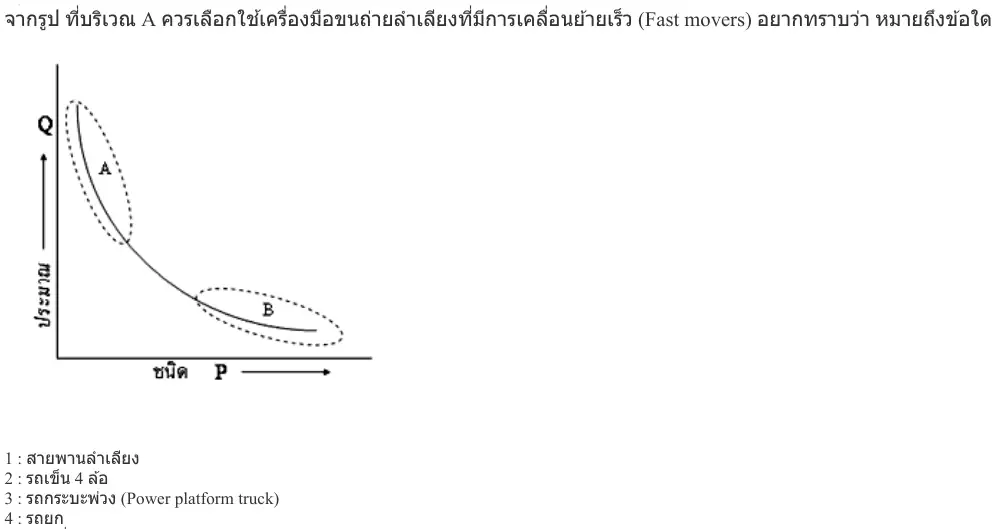 จากรูป ที่บริเวณ A ควรเลือกใช้เครื่องมือขนถ่ายลำเลียงที่มีการเคลื่อนย้ายเร็ว (Fast movers) อยากทราบว่า หมายถึงข้อใด
Q
A
ประมาณ
B
ชนิด P
1 : สายพานลำเลียง
2 : รถเข็น 4 ล้อ
3 : รถกระบะพ่วง (Power platform truck)
4 : รถยก